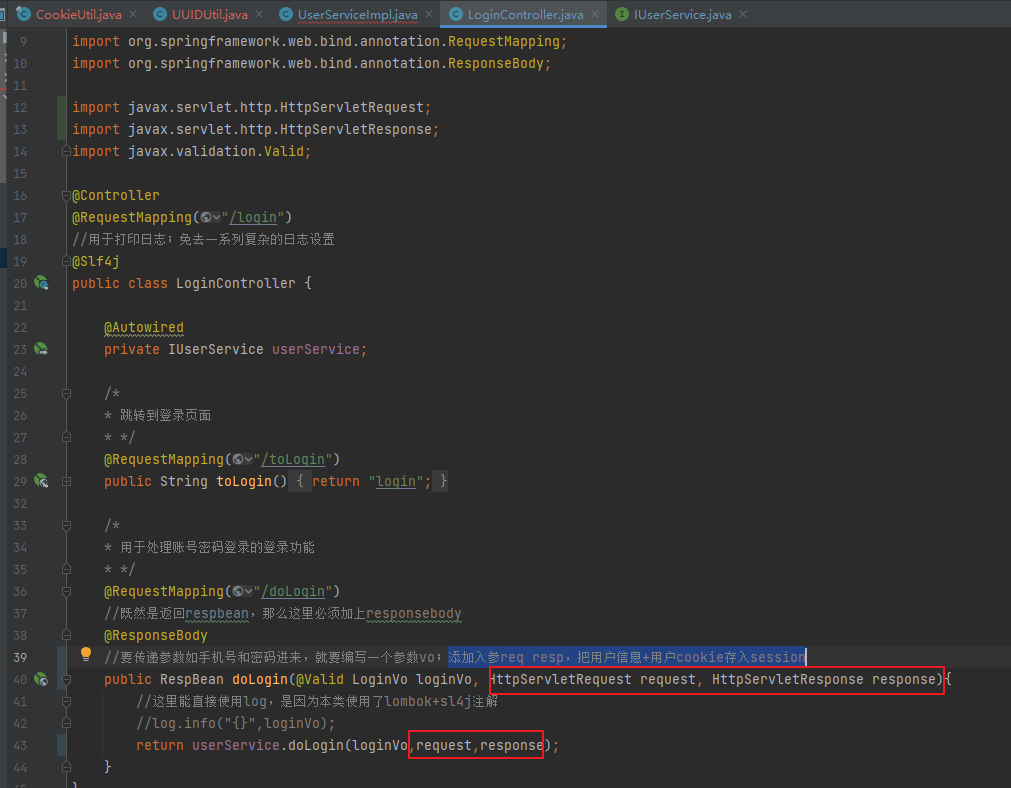 CookieUtil.java UUIDUtil.java UserServiceImpl.java LoginController.java IUserService.java
9 import org.springframework.web.bind.annotation.RequestMapping;
10 import org.springframework.web.bind.annotation.ResponseBody;
11
12 import javax.servlet.http.HttpServletRequest;
13 import javax.servlet.http.HttpServletResponse;
14 import javax.validation.Valid;
15
16 @Controller
17 @RequestMapping("/login")
18 //用于打印日志；免去一系列复杂的日志设置
19 @Slf4j
20 public class LoginController {
21
22 @Autowired
23 private IUserService userService;
24
25 /*
26 * 跳转到登录页面
27 * */
28 @RequestMapping("/toLogin")
29 public String toLogin() { return "login"; }
32
33 /*
34 * 用于处理账号密码登录的登录功能
35 * */
36 @RequestMapping("/doLogin")
37 //既然是返回respbean，那么这里必须加上responsebody
38 @ResponseBody
39 //要传递参数如手机号和密码进来，就要编写一个参数vo；添加入参req resp，把用户信息+用户cookie存入session
40 public RespBean doLogin(@Valid LoginVo loginVo, HttpServletRequest request, HttpServletResponse response){
41 //这里能直接使用log，是因为本类使用了lombok+sl4j注解
42 //log.info("{}",loginVo);
43 return userService.doLogin(loginVo,request,response);
44 }